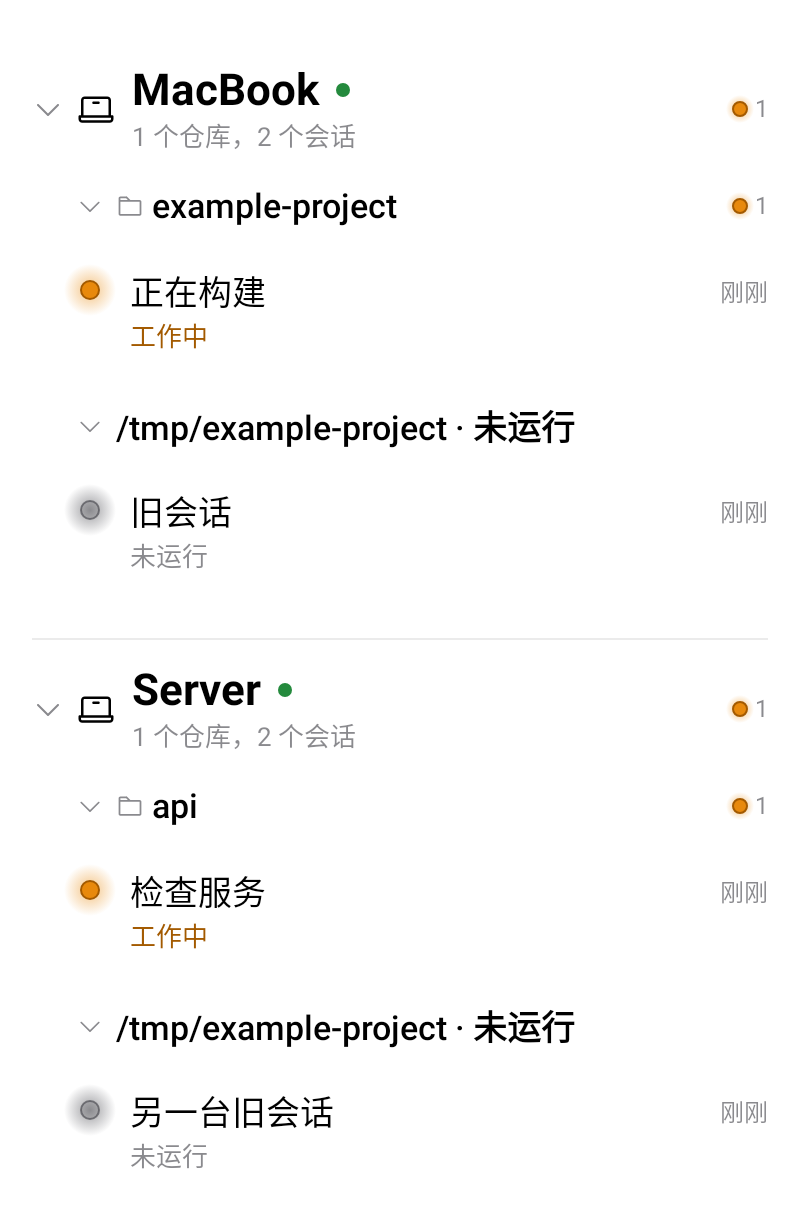 MacBook
1
1 个仓库，2 个会话
example-project
1
正在构建
刚刚
工作中
/tmp/example-project · 未运行
旧会话
刚刚
未运行
Server
1
1 个仓库，2 个会话
api
1
检查服务
刚刚
工作中
/tmp/example-project · 未运行
另一台旧会话
刚刚
未运行